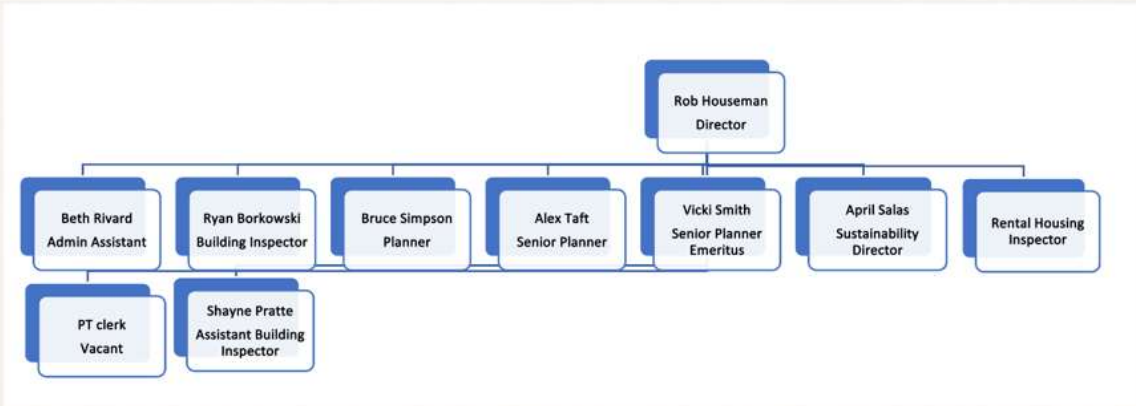 Rob Houseman
Director
Beth Rivard
Admin Assistant
Ryan Borkowski
Building Inspector
Bruce Simpson
Planner
Alex Taft
Senior Planner
Vicki Smith
Senior Planner
Emeritus
April Salas
Sustainability
Director
Rental Housing
Inspector
PT clerk
Vacant
Shayne Pratte
Assistant Building
Inspector